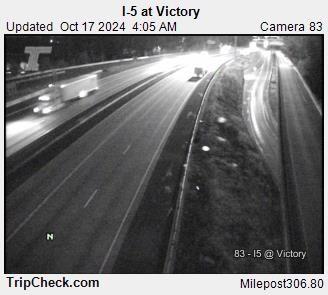 I-5 at Victory
Updated Oct 17 2024 4:05 AM Camera 83
T
N
83 - I5 @ Victory
TripCheck.com Milepost306.80